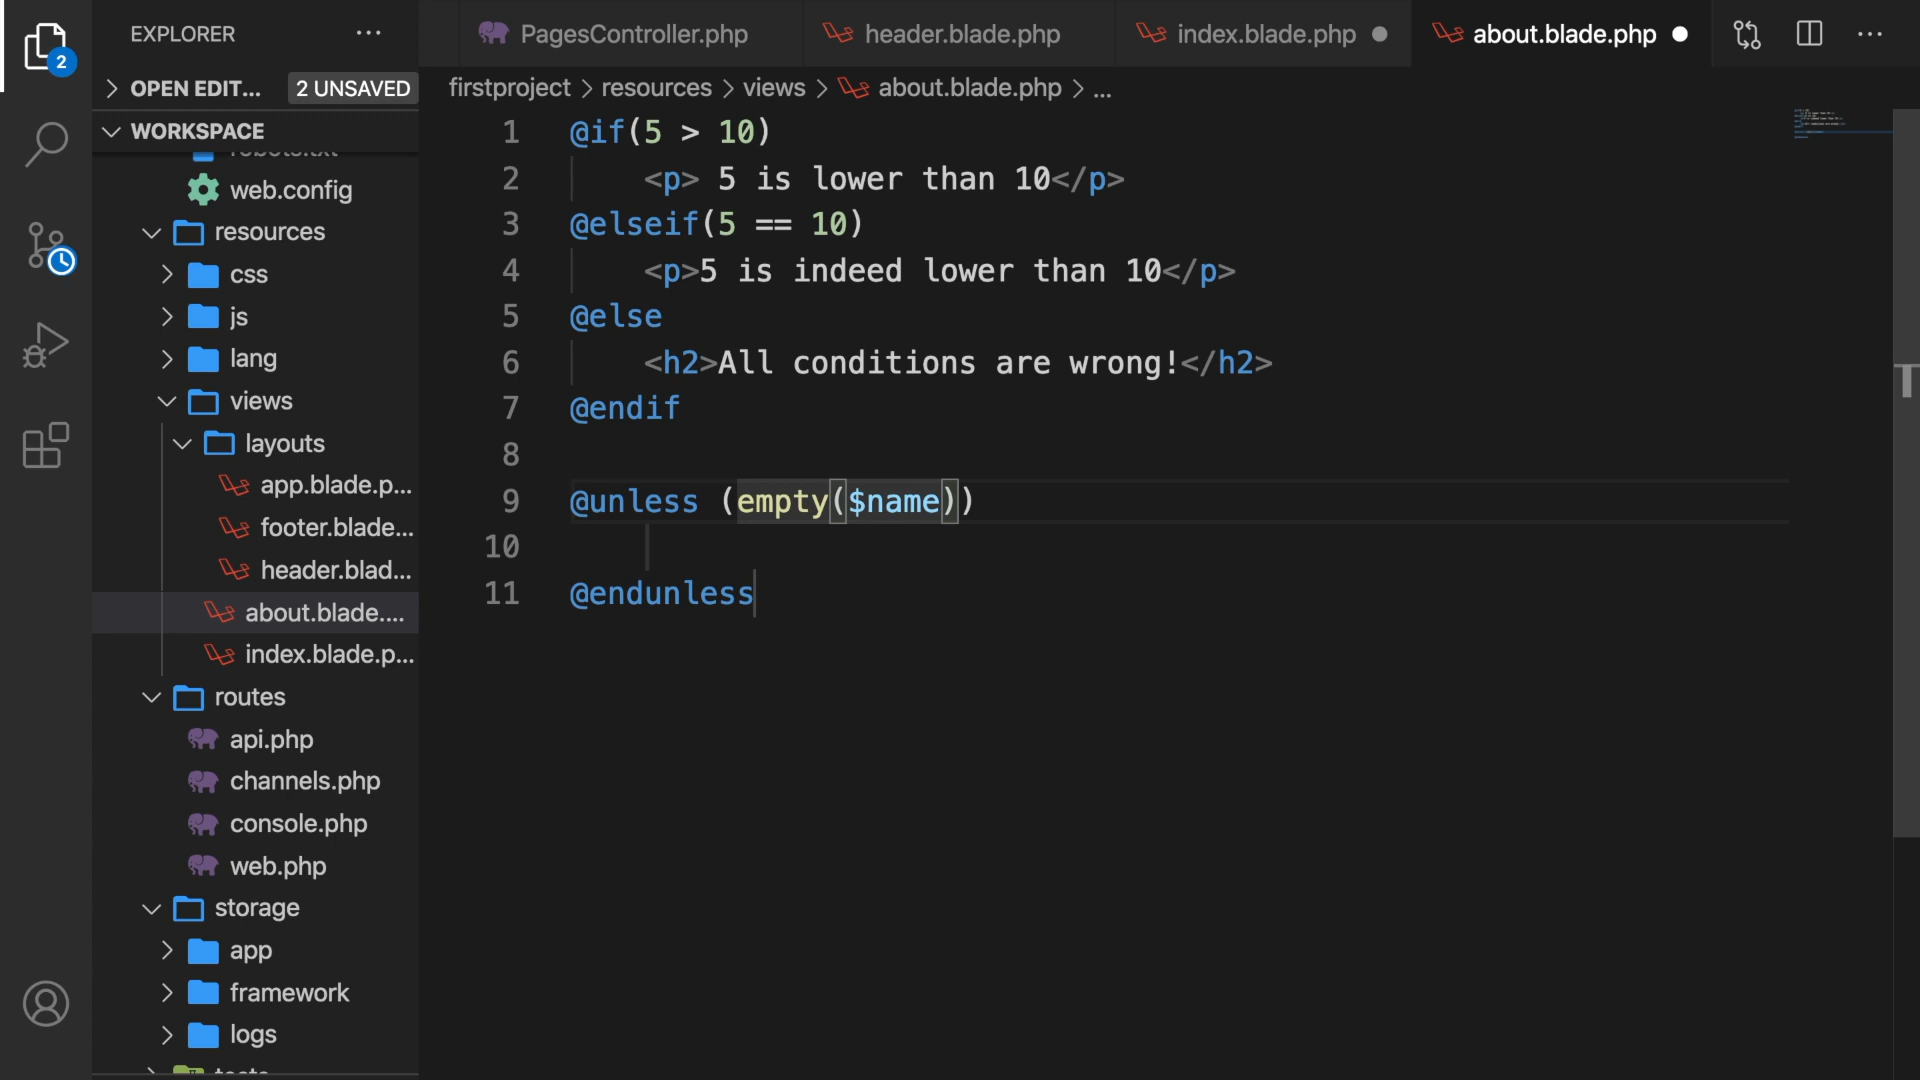 EXPLORER
OPEN EDIT...
2 UNSAVED
WORKSPACE
robots.txt
web.config
resources
css
js
lang
views
layouts
app.blade.p...
footer.blade...
header.blad...
about.blade....
index.blade.p...
routes
api.php
channels.php
console.php
web.php
storage
app
framework
logs
tests
2
PagesController.php
header.blade.php
index.blade.php
about.blade.php
firstproject > resources > views > about.blade.php > ...
1 @if(5 > 10)
2 <p> 5 is lower than 10</p>
3 @elseif(5 == 10)
4 <p>5 is indeed lower than 10</p>
5 @else
6 <h2>All conditions are wrong!</h2>
7 @endif
8
9 @unless (empty($name))
10
11 @endunless